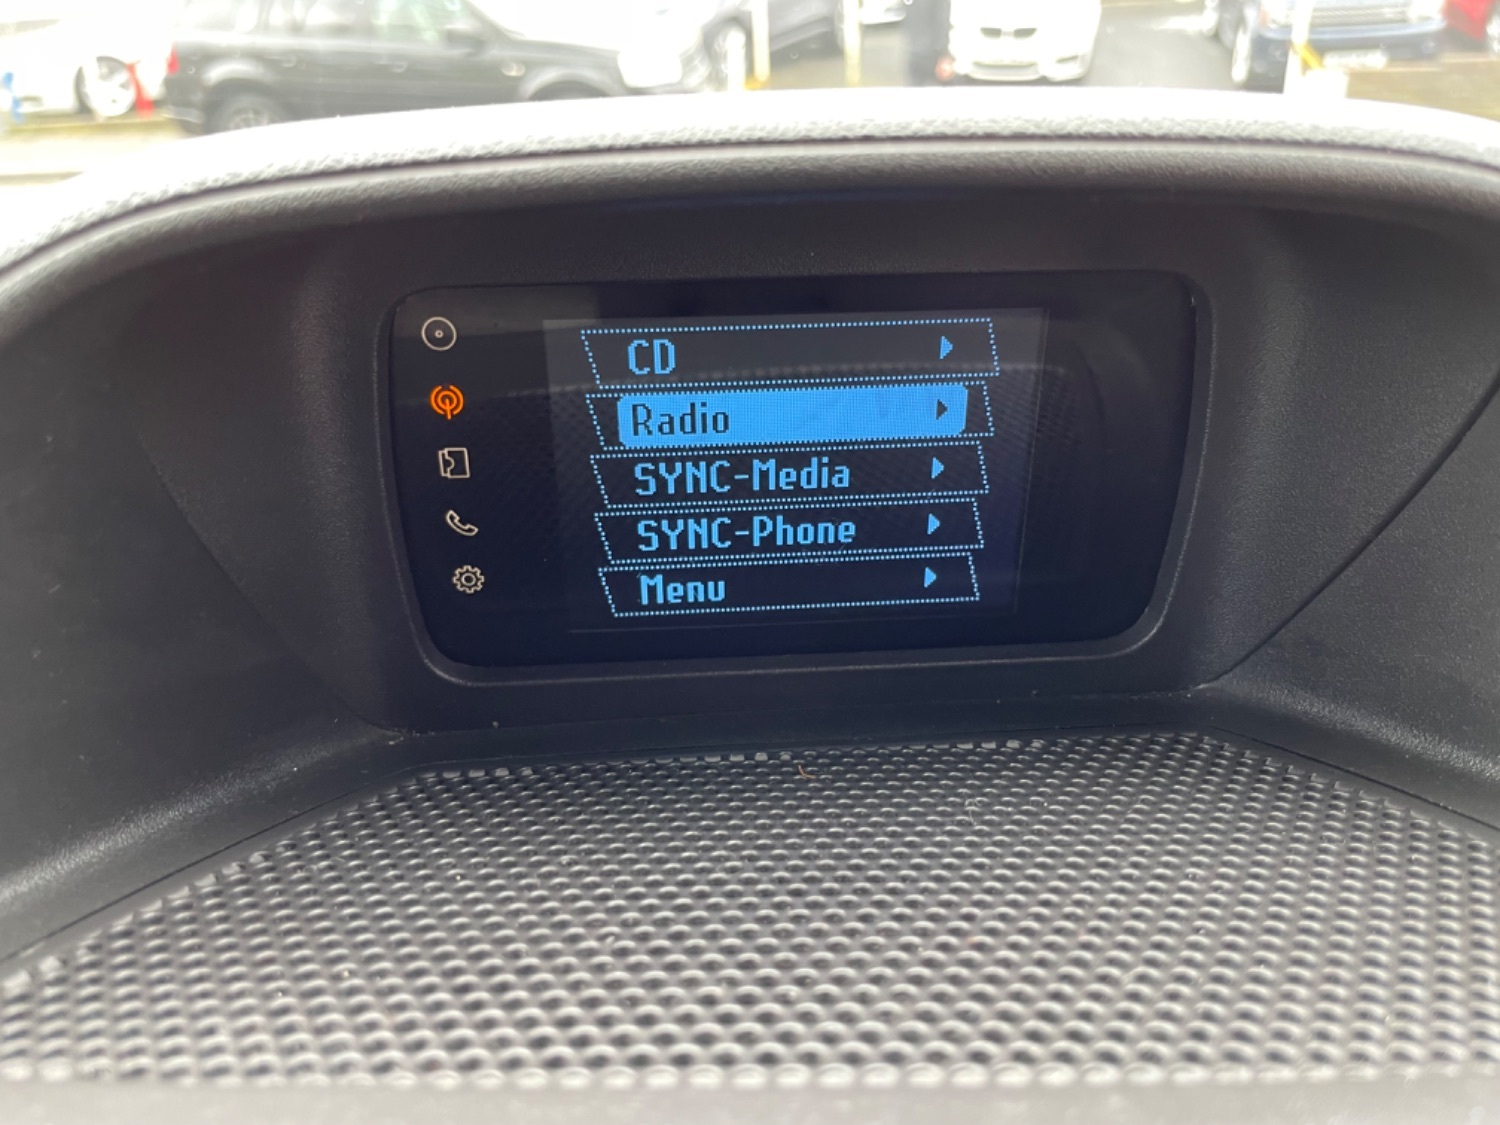 CD
Radio
SYNC-Media
SYNC-Phone
Menu